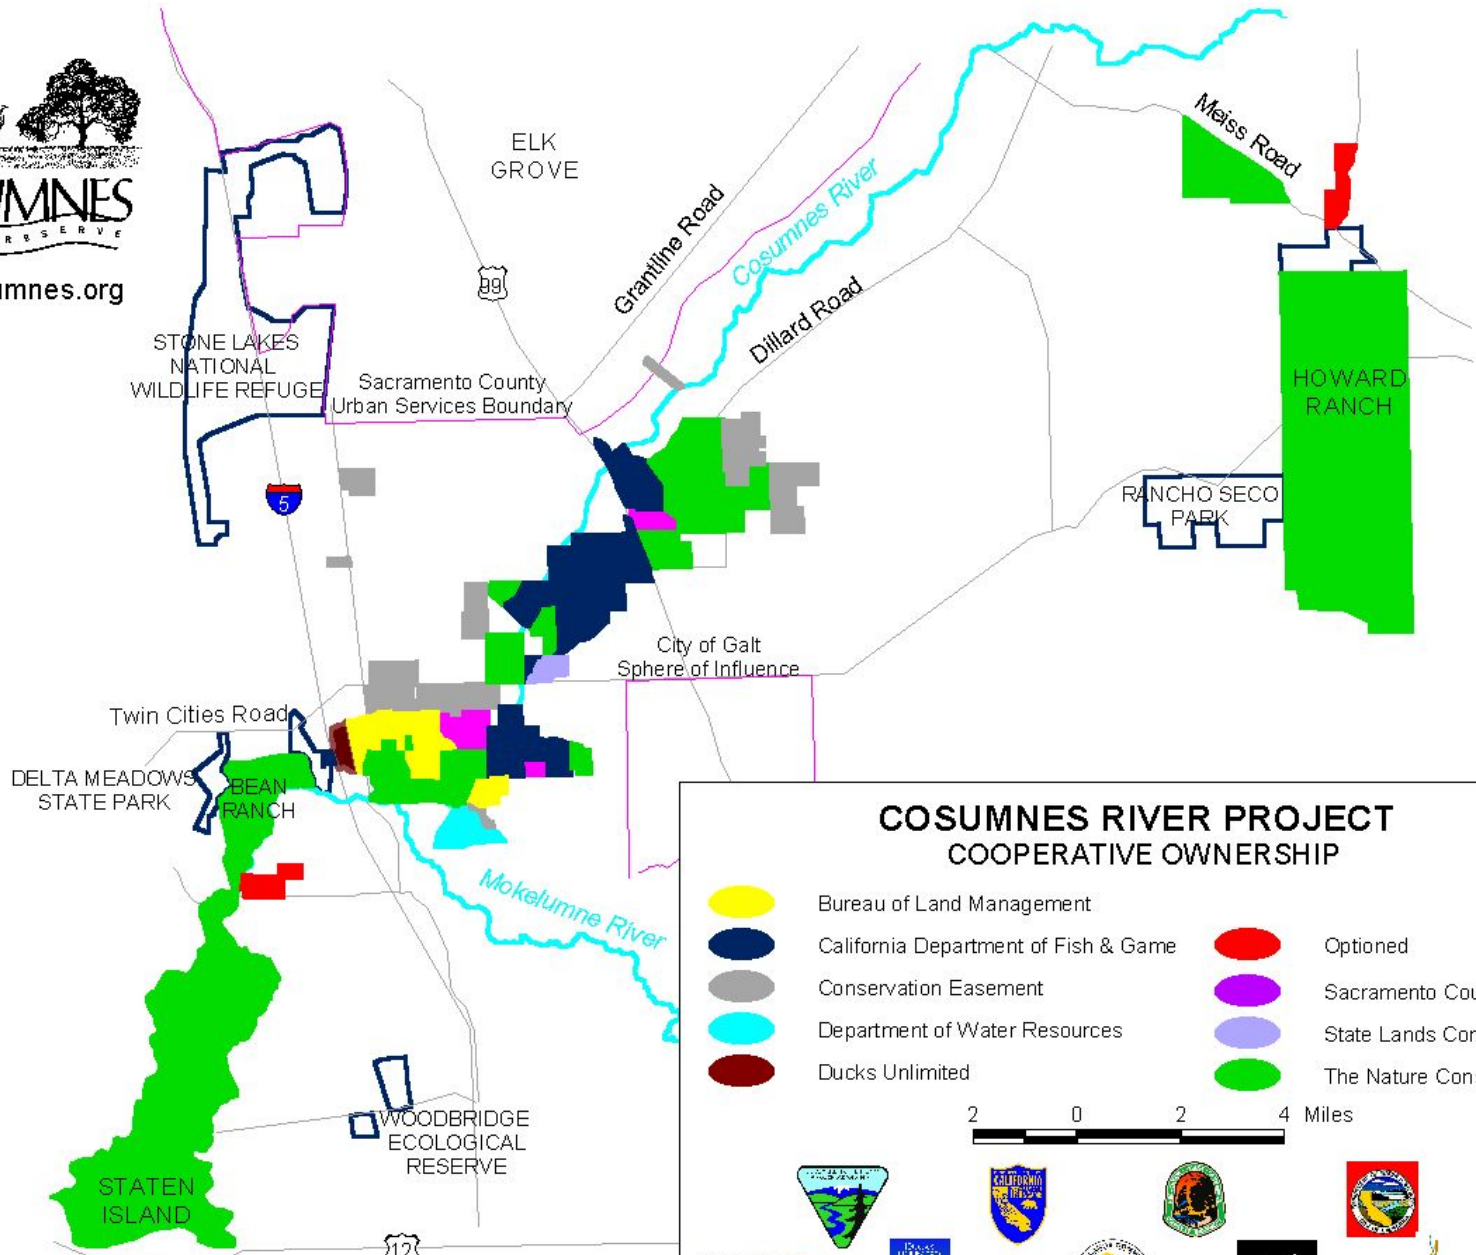 UMNES
RESERVE
umnes.org
ELK
GROVE
Meiss Road
99
Grantline Road
Cosumnes River
Dillard Road
STONE LAKES
NATIONAL
WILDLIFE REFUGE
Sacramento County
Urban Services Boundary
HOWARD
RANCH
5
RANCHO SECO
PARK
City of Galt
Sphere of Influence
Twin Cities Road
DELTA MEADOWS
STATE PARK
BEAN
RANCH
Mokelumne River
WOODBRIDGE
ECOLOGICAL
RESERVE
STATEN
ISLAND
12
COSUMNES RIVER PROJECT
COOPERATIVE OWNERSHIP
Bureau of Land Management
California Department of Fish & Game
Conservation Easement
Department of Water Resources
Ducks Unlimited
Optioned
Sacramento Cou
State Lands Co
The Nature Con
2 0 2 4 Miles
CALIFORNIA